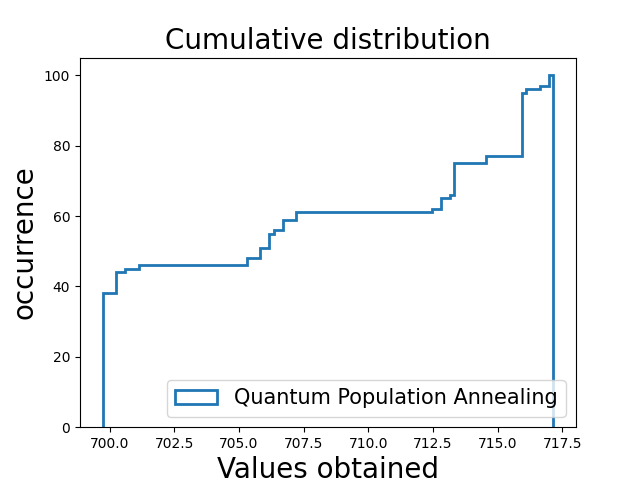 Cumulative distribution
occurrence
100
80
60
40
20
0
Quantum Population Annealing
700.0 702.5 705.0 707.5 710.0 712.5 715.0 717.5
Values obtained